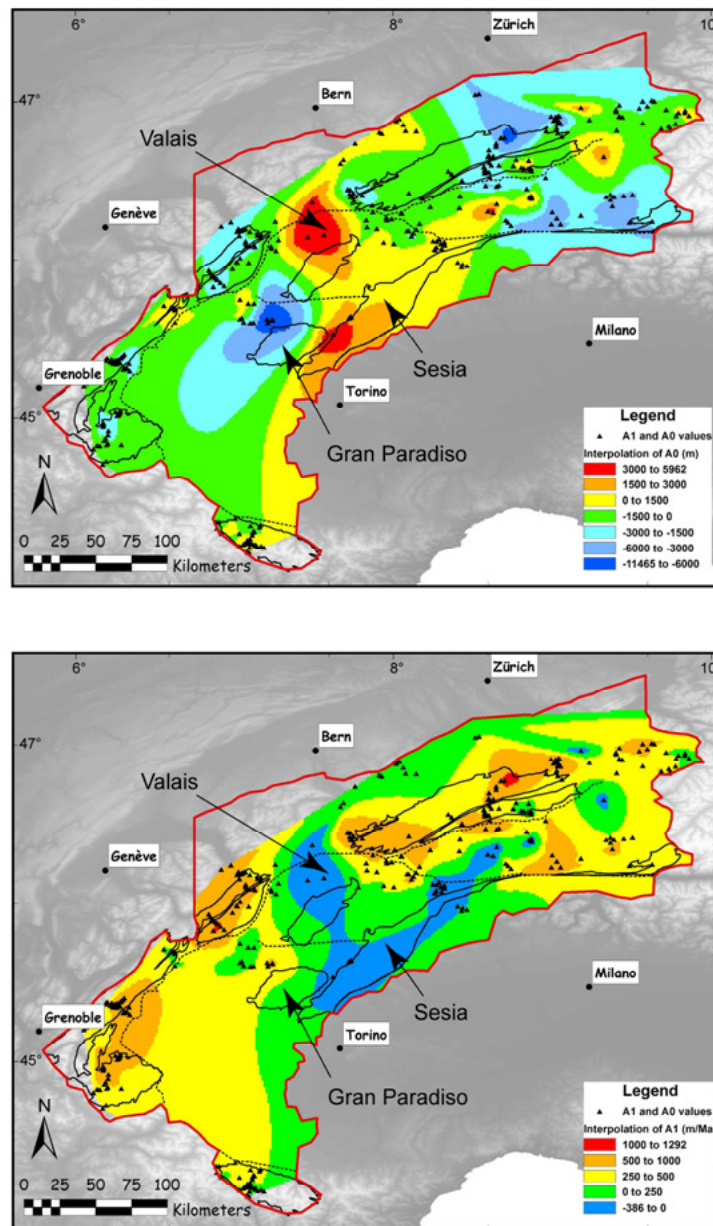 6° 8° 10
Zürich
47°
Bern
Valais
Genève
Milano
Grenoble
Sesia
45°
Torino
Gran Paradiso
N
0 25 50 75 100
Kilometers
Legend
A1 and A0 values
Interpolation of A0 (m)
3000 to 5962
1500 to 3000
0 to 1500
-1500 to 0
-3000 to -1500
-6000 to -3000
-11465 to -6000
6° 8° 10
Zürich
47°
Bern
Valais
Genève
Milano
Grenoble
Sesia
45°
Torino
Gran Paradiso
N
0 25 50 75 100
Kilometers
Legend
A1 and A0 values
Interpolation of A1 (m/Ma
1000 to 1292
500 to 1000
250 to 500
0 to 250
-386 to 0